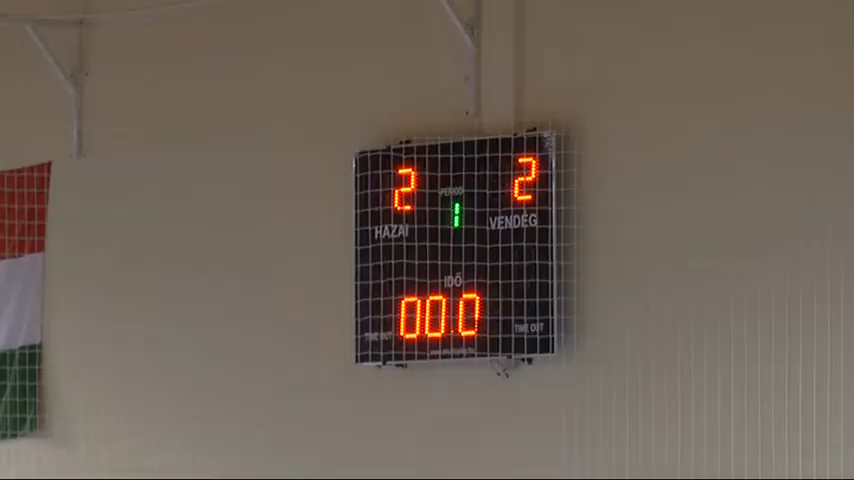 2 PERIOD 2
HAZAI 1 VENDÉG
IDŐ
00.0
TIME OUT TIME OUT